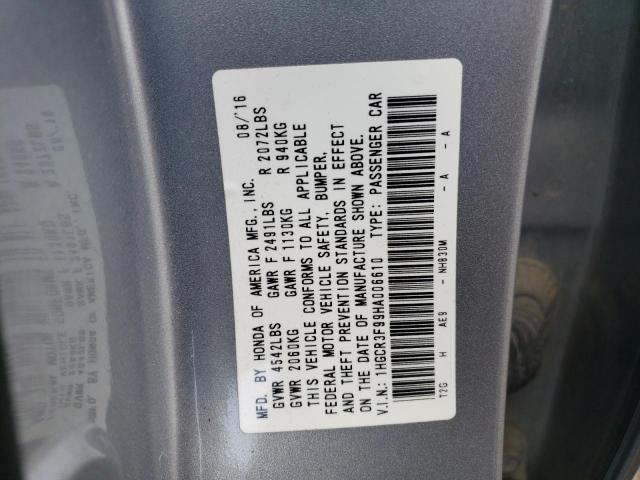 MFD. BY HONDA OF AMERICA MFG., INC. 08/'16
GVWR 4542LBS GAWR F 2491LBS R 2072LBS
GVWR 2060KG GAWR F 1130KG R 940KG
THIS VEHICLE CONFORMS TO ALL APPLICABLE
FEDERAL MOTOR VEHICLE SAFETY, BUMPER,
AND THEFT PREVENTION STANDARDS IN EFFECT
ON THE DATE OF MANUFACTURE SHOWN ABOVE.
V.I.N.: 1HGCR3F99HA006610 TYPE: PASSENGER CAR
T2G H AE9 - NH830M - A - A